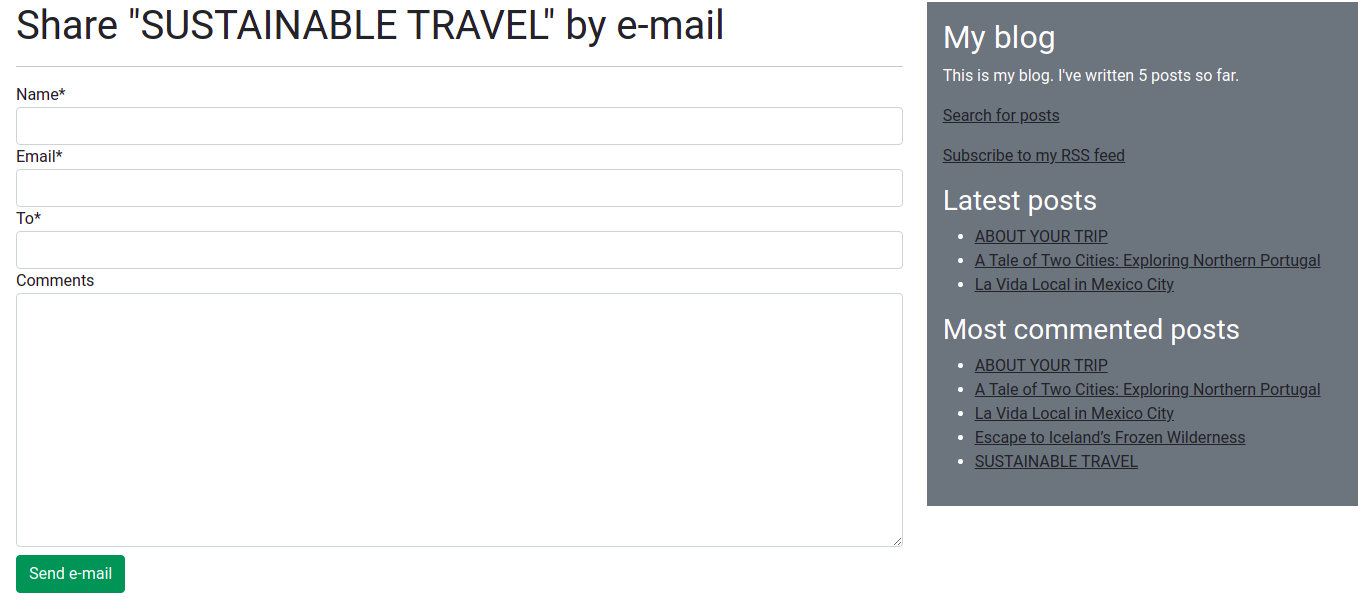 Share "SUSTAINABLE TRAVEL" by e-mail
Name*
Email*
To*
Comments
Send e-mail
My blog
This is my blog. I've written 5 posts so far.
Search for posts
Subscribe to my RSS feed
Latest posts
ABOUT YOUR TRIP
A Tale of Two Cities: Exploring Northern Portugal
La Vida Local in Mexico City
Most commented posts
ABOUT YOUR TRIP
A Tale of Two Cities: Exploring Northern Portugal
La Vida Local in Mexico City
Escape to Iceland’s Frozen Wilderness
SUSTAINABLE TRAVEL